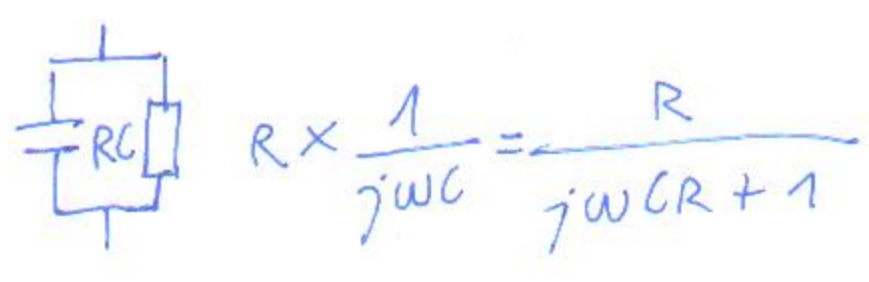 RC R × 1/jωC = R/(jωCR + 1)